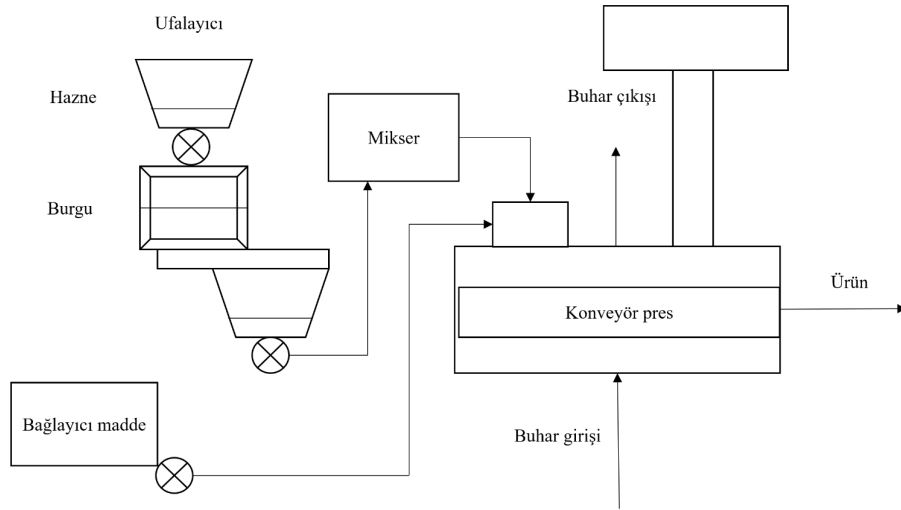 Ufalayıcı
Hazne
Buhar çıkışı
Mikser
Burgu
Ürün
Konveyör pres
Bağlayıcı madde
Buhar girişi